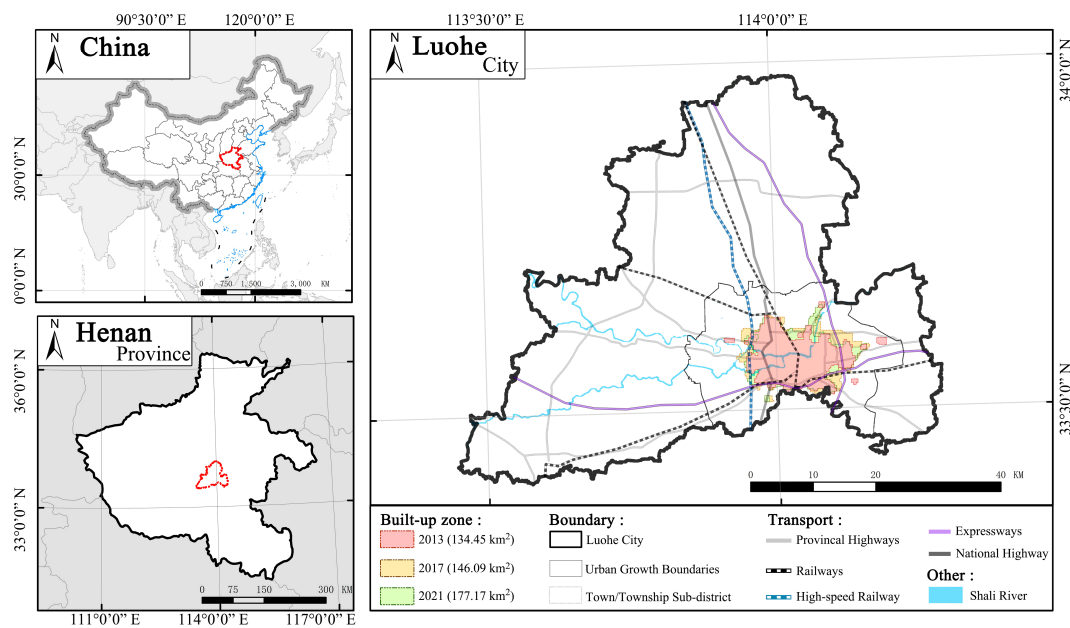 90°30'0" E 120°0'0" E
N
China
30°0'0" N
0°0'0" N
0 750 1,500 3,000 KM
N
Henan
Province
36°0'0" N
33°0'0" N
0 75 150 300 KM
111°0'0" E 114°0'0" E 117°0'0" E
113°30'0" E 114°0'0" E
N
Luohe
City
34°0'0" N
33°30'0" N
0 10 20 40 KM
Built-up zone :
2013 (134.45 km²)
2017 (146.09 km²)
2021 (177.17 km²)
Boundary :
Luohe City
Urban Growth Boundaries
Town/Township Sub-district
Transport :
Provincal Highways
Railways
High-speed Railway
Expressways
National Highway
Other :
Shali River